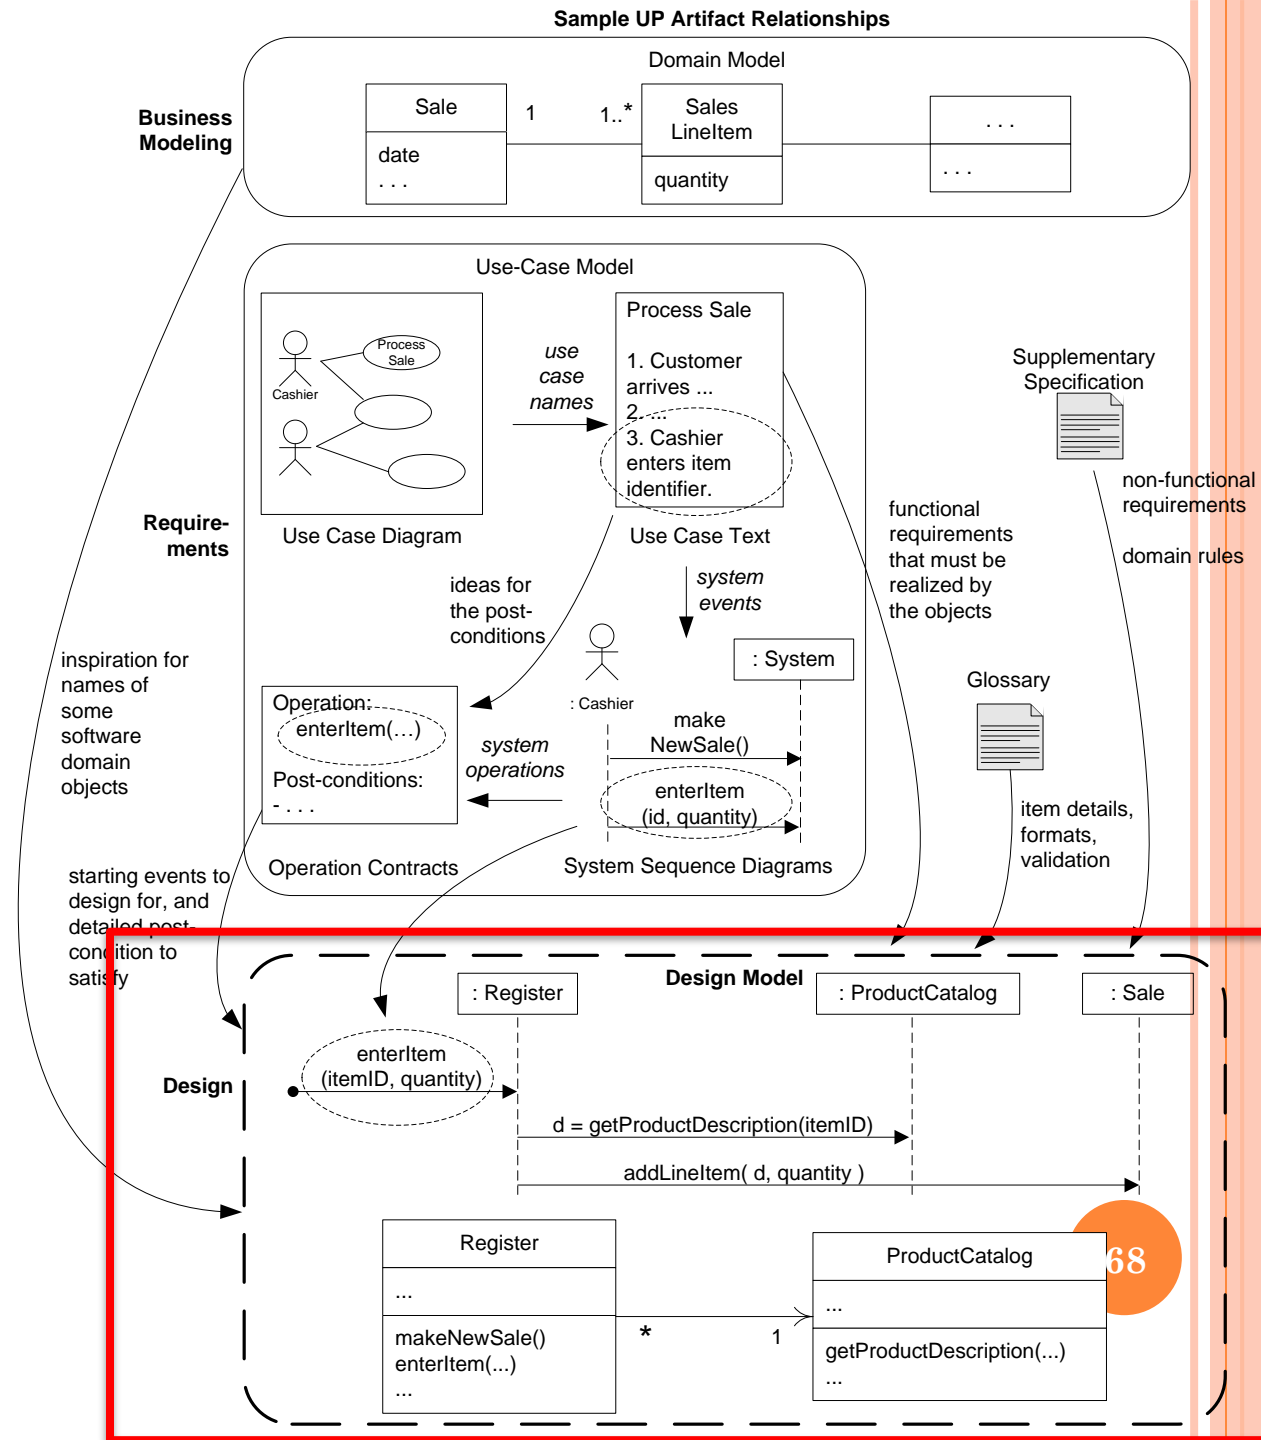 Sample UP Artifact Relationships
Domain Model
Business
Modeling
Sale
1
1..*
Sales
LineItem
. . .
date
. . .
quantity
. . .
Use-Case Model
Process Sale
1. Customer
arrives ...
2. ...
3. Cashier
enters item
identifier.
Process
Sale
Cashier
use
case
names
Supplementary
Specification
Require-
ments
Use Case Diagram
Use Case Text
functional
requirements
that must be
realized by
the objects
non-functional
requirements
domain rules
ideas for
the post-
conditions
system
events
inspiration for
names of
some
software
domain
objects
: System
: Cashier
Glossary
Operation:
enterItem(…)
Post-conditions:
- . . .
system
operations
make
NewSale()
enterItem
(id, quantity)
item details,
formats,
validation
Operation Contracts
System Sequence Diagrams
starting events to
design for, and
detailed post-
condition to
satisfy
Design Model
: Register
: ProductCatalog
: Sale
Design
enterItem
(itemID, quantity)
d = getProductDescription(itemID)
addLineItem( d, quantity )
Register
...
makeNewSale()
enterItem(...)
...
*
1
ProductCatalog
...
getProductDescription(...)
...
68